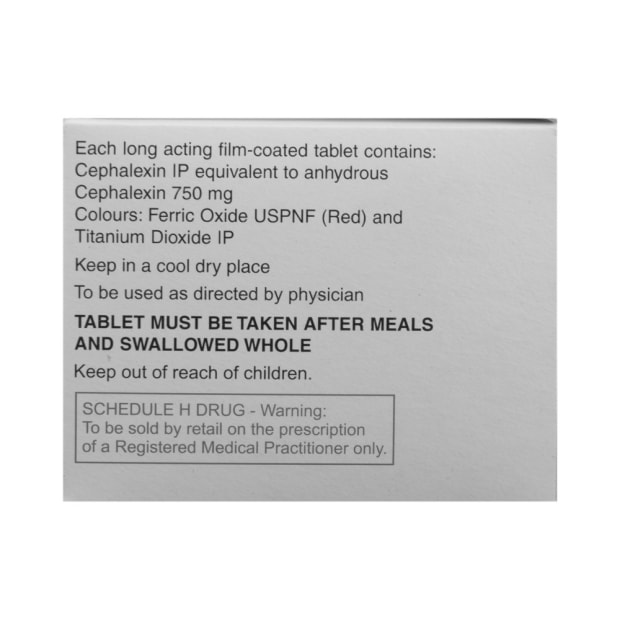 Each long acting film-coated tablet contains:
Cephalexin IP equivalent to anhydrous
Cephalexin 750 mg
Colours: Ferric Oxide USPNF (Red) and
Titanium Dioxide IP
Keep in a cool dry place
To be used as directed by physician
TABLET MUST BE TAKEN AFTER MEALS
AND SWALLOWED WHOLE
Keep out of reach of children.
SCHEDULE H DRUG - Warning:
To be sold by retail on the prescription
of a Registered Medical Practitioner only.